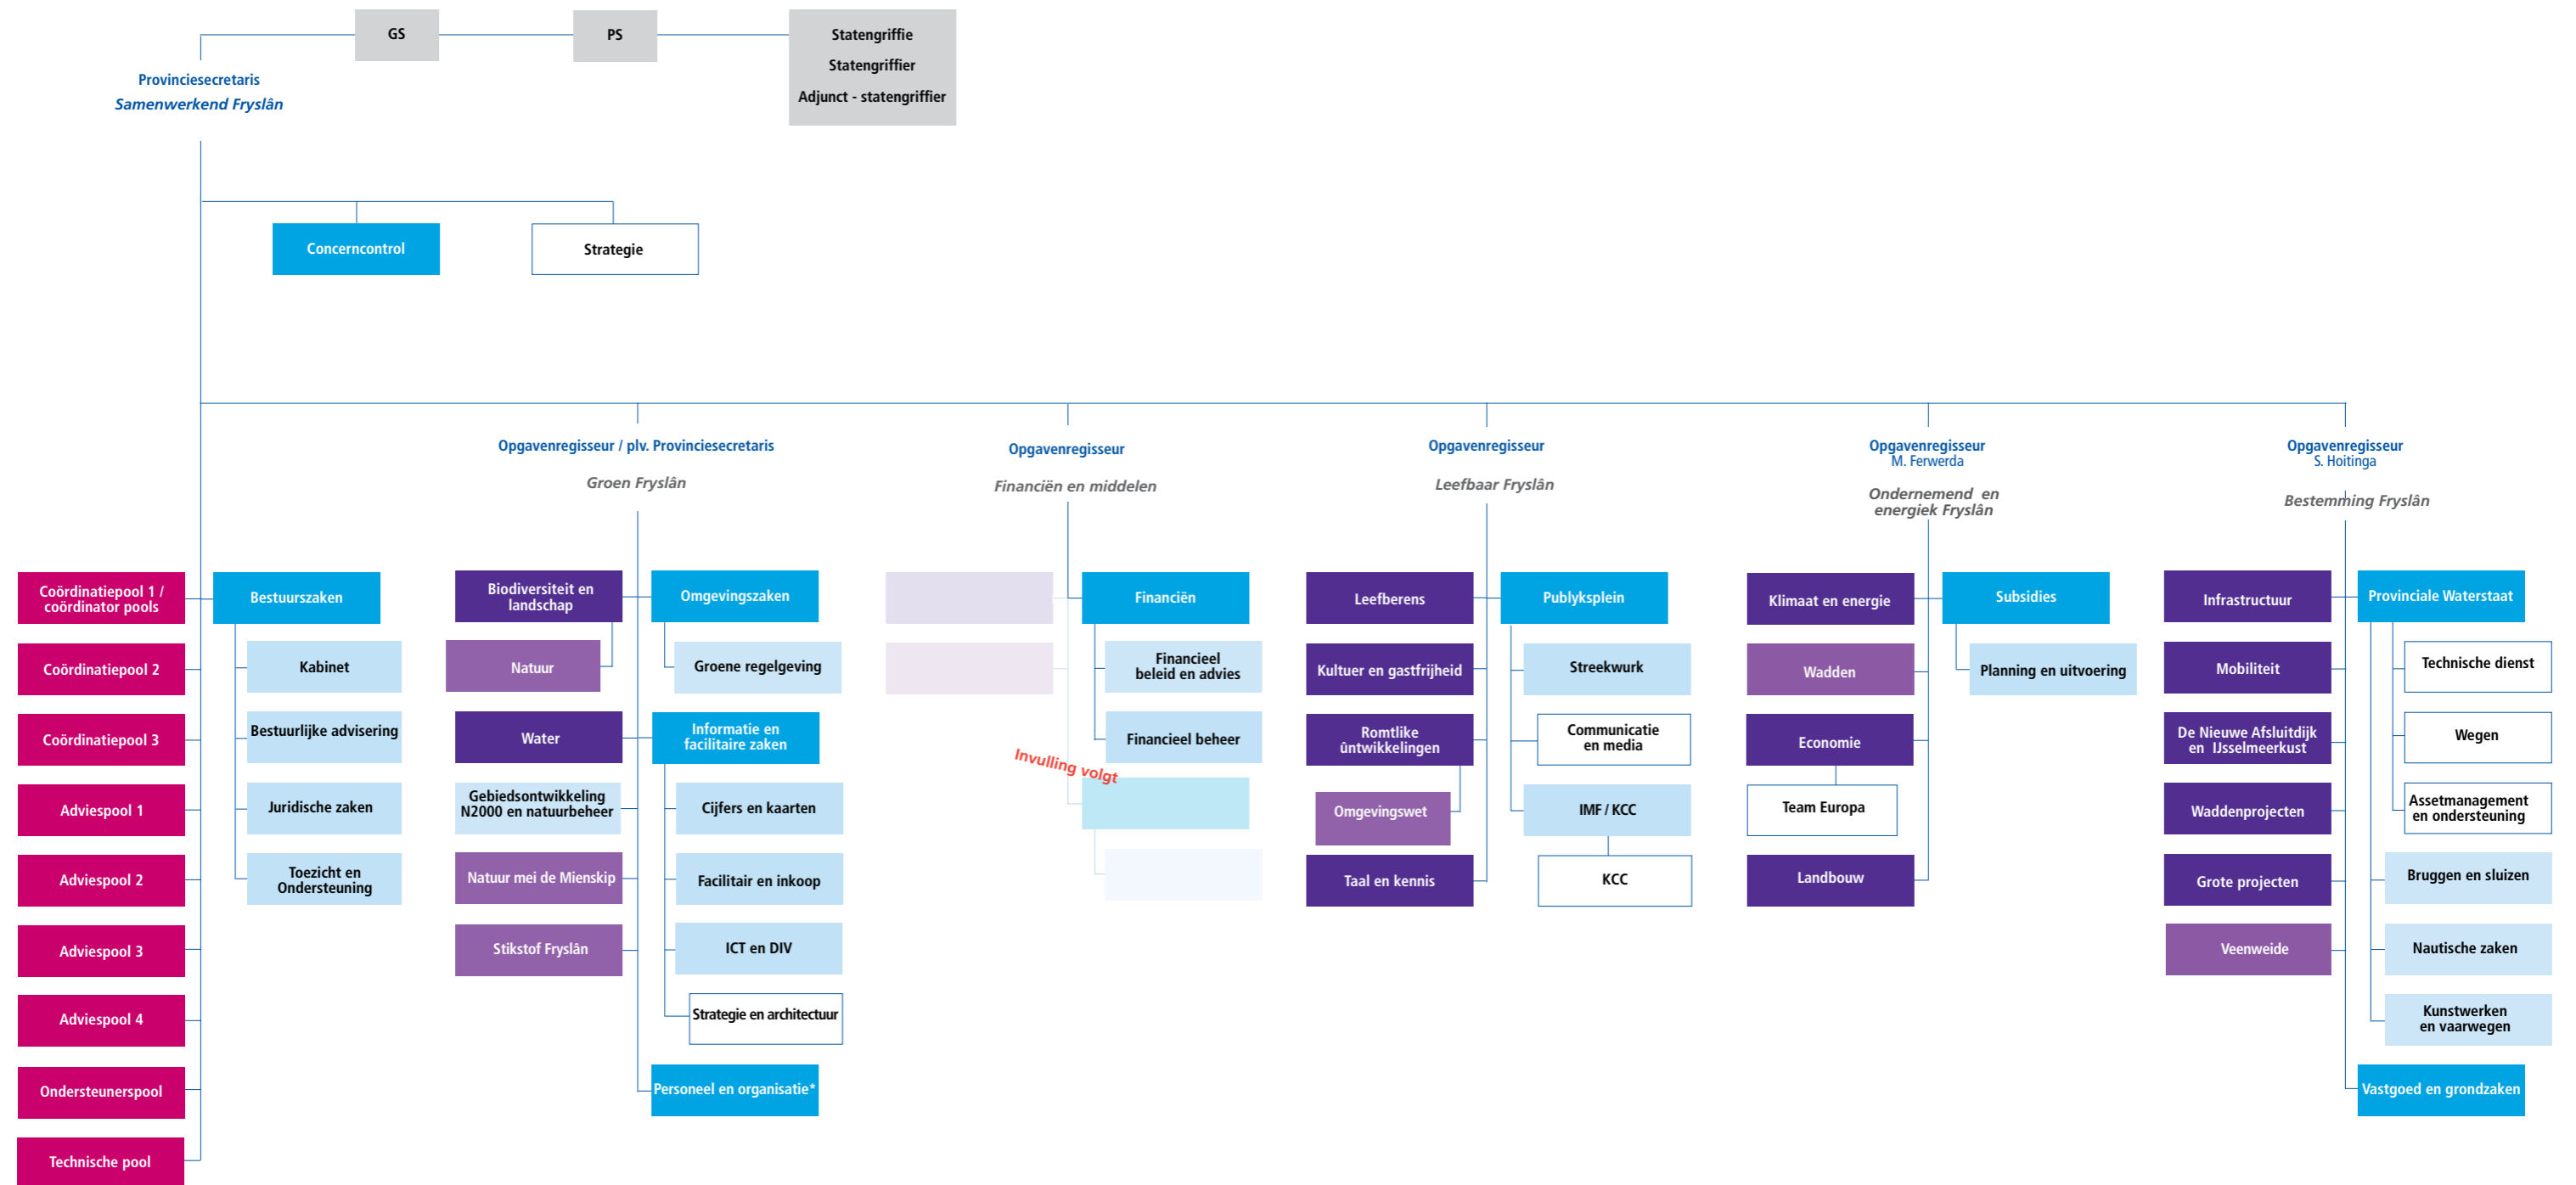 GS
PS
Statengriffie
Statengriffier
Adjunct - statengriffier
Provinciesecretaris
Samenwerkend Fryslân
Concerncontrol
Strategie
Opgavenregisseur / plv. Provinciesecretaris
Groen Fryslân
Opgavenregisseur
Financiën en middelen
Opgavenregisseur
Leefbaar Fryslân
Opgavenregisseur
M. Ferwerda
Ondernemend en
energiek Fryslân
Opgavenregisseur
S. Hoitinga
Bestemming Fryslân
Coördinatiepool 1 /
coördinator pools
Coördinatiepool 2
Coördinatiepool 3
Adviespool 1
Adviespool 2
Adviespool 3
Adviespool 4
Ondersteunerspool
Technische pool
Bestuurszaken
Kabinet
Bestuurlijke advisering
Juridische zaken
Toezicht en
Ondersteuning
Biodiversiteit en
landschap
Natuur
Water
Gebiedsontwikkeling
N2000 en natuurbeheer
Natuur mei de Mienskip
Stikstof Fryslân
Omgevingszaken
Groene regelgeving
Informatie en
facilitaire zaken
Cijfers en kaarten
Facilitair en inkoop
ICT en DIV
Strategie en architectuur
Personeel en organisatie*
Financiën
Financieel
beleid en advies
Financieel beheer
Invulling volgt
Leefberens
Kultuer en gastfrijheid
Romtlike
ûntwikkelingen
Omgevingswet
Taal en kennis
Publyksplein
Streekwurk
Communicatie
en media
IMF / KCC
KCC
Klimaat en energie
Wadden
Economie
Team Europa
Landbouw
Subsidies
Planning en uitvoering
Infrastructuur
Mobiliteit
De Nieuwe Afsluitdijk
en IJsselmeerkust
Waddenprojecten
Grote projecten
Veenweide
Provinciale Waterstaat
Technische dienst
Wegen
Assetmanagement
en ondersteuning
Bruggen en sluizen
Nautische zaken
Kunstwerken
en vaarwegen
Vastgoed en grondzaken